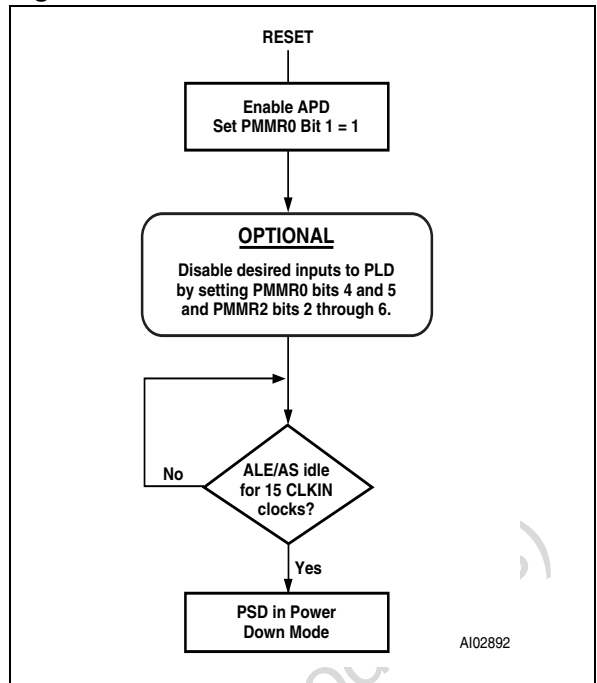 RESET
Enable APD
Set PMMR0 Bit 1 = 1
OPTIONAL
Disable desired inputs to PLD
by setting PMMR0 bits 4 and 5
and PMMR2 bits 2 through 6.
No
ALE/AS idle
for 15 CLKIN
clocks?
Yes
PSD in Power
Down Mode
AI02892